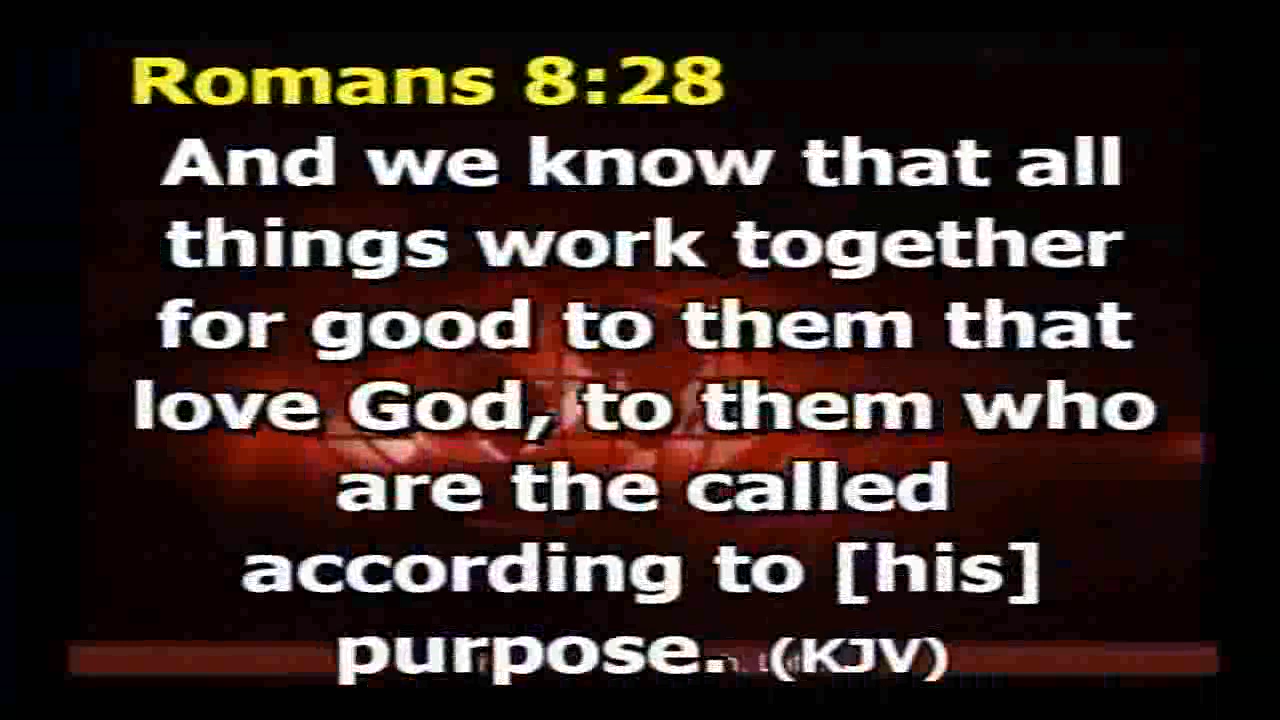 Romans 8:28
And we know that all
things work together
for good to them that
love God, to them who
are the called
according to [his]
purpose. (KJV)